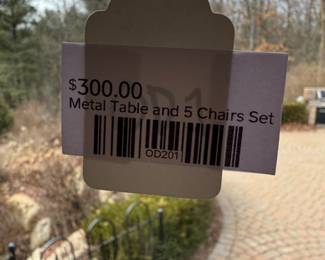 $300.00
Metal Table and 5 Chairs Set
OD201